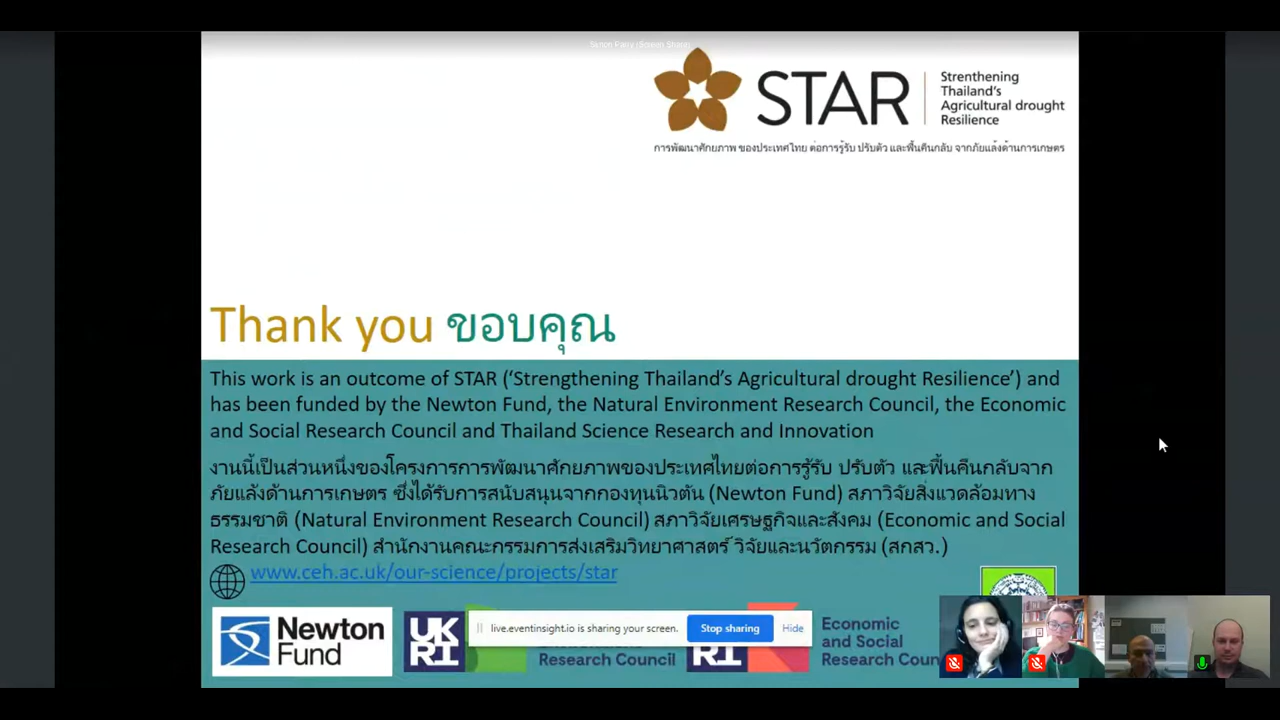 Simon Parry (Screen Share)
STAR
Strenthening
Thailand's
Agricultural drought
Resilience
การพัฒนาศักยภาพ ของประเทศไทย ต่อการรู้รับ ปรับตัว และฟื้นคืนกลับ จากภัยแล้งด้านการเกษตร
Thank you ขอบคุณ
This work is an outcome of STAR (‘Strengthening Thailand’s Agricultural drought Resilience’) and
has been funded by the Newton Fund, the Natural Environment Research Council, the Economic
and Social Research Council and Thailand Science Research and Innovation
งานนี้เป็นส่วนหนึ่งของโครงการการพัฒนาศักยภาพของประเทศไทยต่อการรู้รับ ปรับตัว และฟื้นคืนกลับจาก
ภัยแล้งด้านการเกษตร ซึ่งได้รับการสนับสนุนจากกองทุนนิวตัน (Newton Fund) สภาวิจัยสิ่งแวดล้อมทาง
ธรรมชาติ (Natural Environment Research Council) สภาวิจัยเศรษฐกิจและสังคม (Economic and Social
Research Council) สำนักงานคณะกรรมการส่งเสริมวิทยาศาสตร์ วิจัยและนวัตกรรม (สกสว.)
www.ceh.ac.uk/our-science/projects/star
Newton
Fund
UK
RI
live.eventinsight.io is sharing your screen.
Stop sharing
Hide
Research Council
RI
Economic
and Social
Research Coun